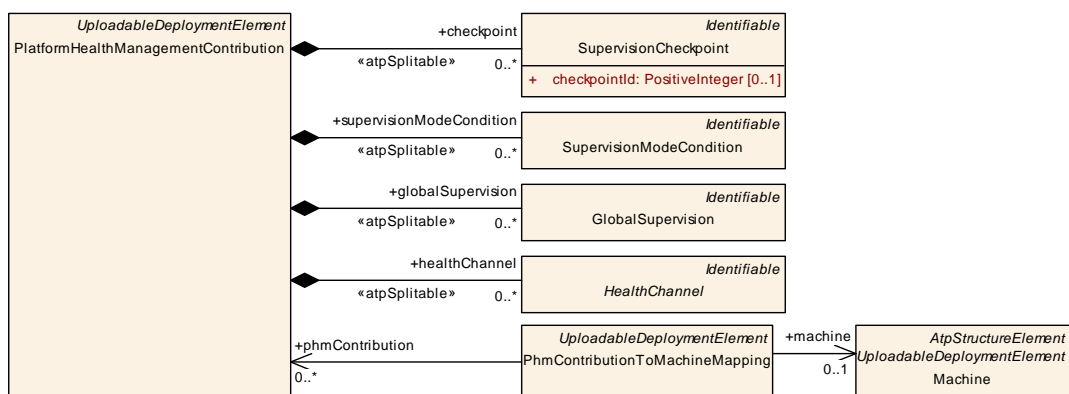 UploadableDeploymentElement
PlatformHealthManagementContribution
+checkpoint
«atpSplitable»
0..*
Identifiable
SupervisionCheckpoint
+ checkpointId: PositiveInteger [0..1]
+supervisionModeCondition
«atpSplitable»
0..*
Identifiable
SupervisionModeCondition
+globalSupervision
«atpSplitable»
0..*
Identifiable
GlobalSupervision
+healthChannel
«atpSplitable»
0..*
Identifiable
HealthChannel
+phmContribution
0..*
UploadableDeploymentElement
PhmContributionToMachineMapping
+machine
0..1
AtpStructureElement
UploadableDeploymentElement
Machine